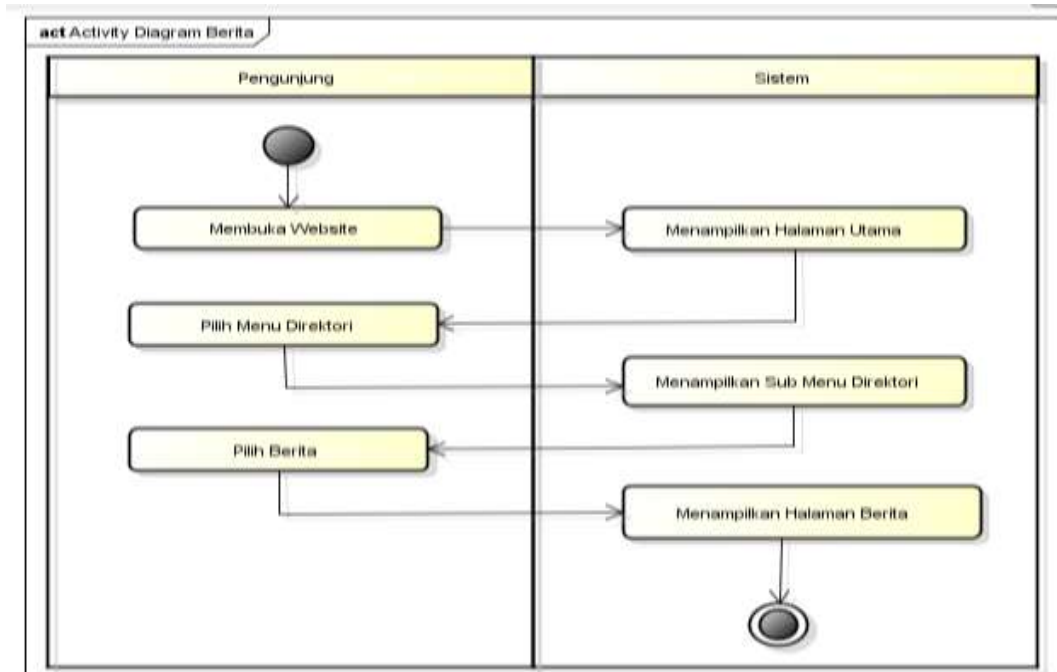 act Activity Diagram Berita
Pengunjung
Sistem
Membuka Website
Menampilkan Halaman Utama
Pilih Menu Direktori
Menampilkan Sub Menu Direktori
Pilih Berita
Menampilkan Halaman Berita